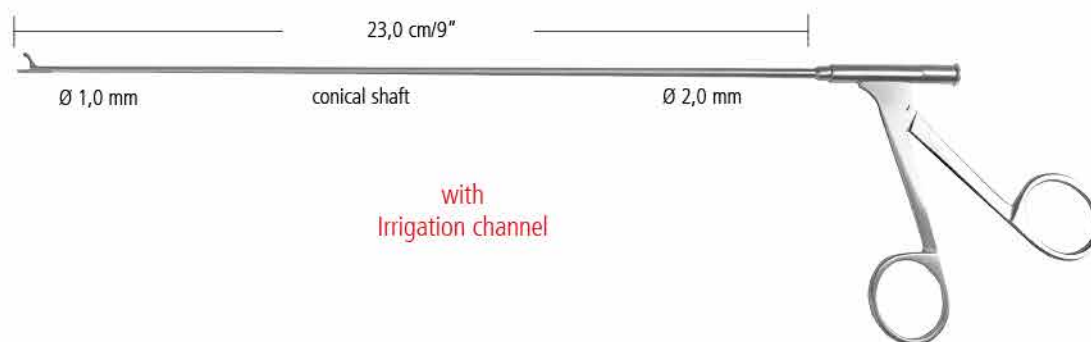 23,0 cm/9”
Ø 1,0 mm conical shaft Ø 2,0 mm
with
Irrigation channel